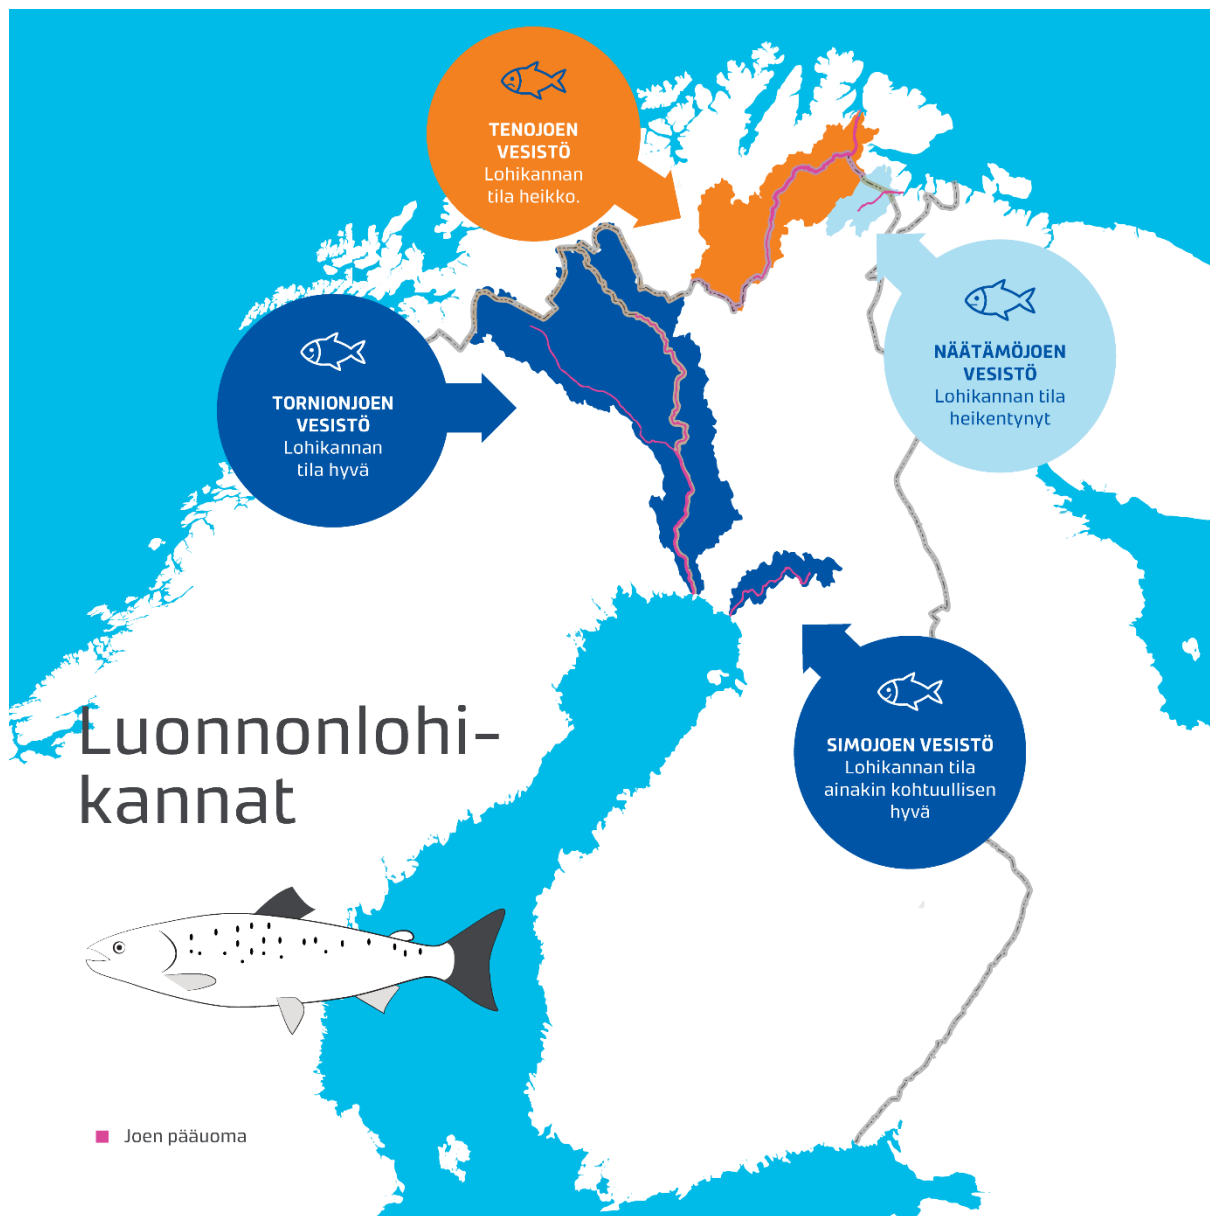 TENOJOEN
VESISTÖ
Lohikannan
tila heikko.
TORNIONJOEN
VESISTÖ
Lohikannan
tila hyvä
NÄÄTÄMÖJOEN
VESISTÖ
Lohikannan tila
heikentynyt
SIMOJOEN VESISTÖ
Lohikannan tila
ainakin kohtuullisen
hyvä
Luonnonlohi-
kannat
Joen pääuoma